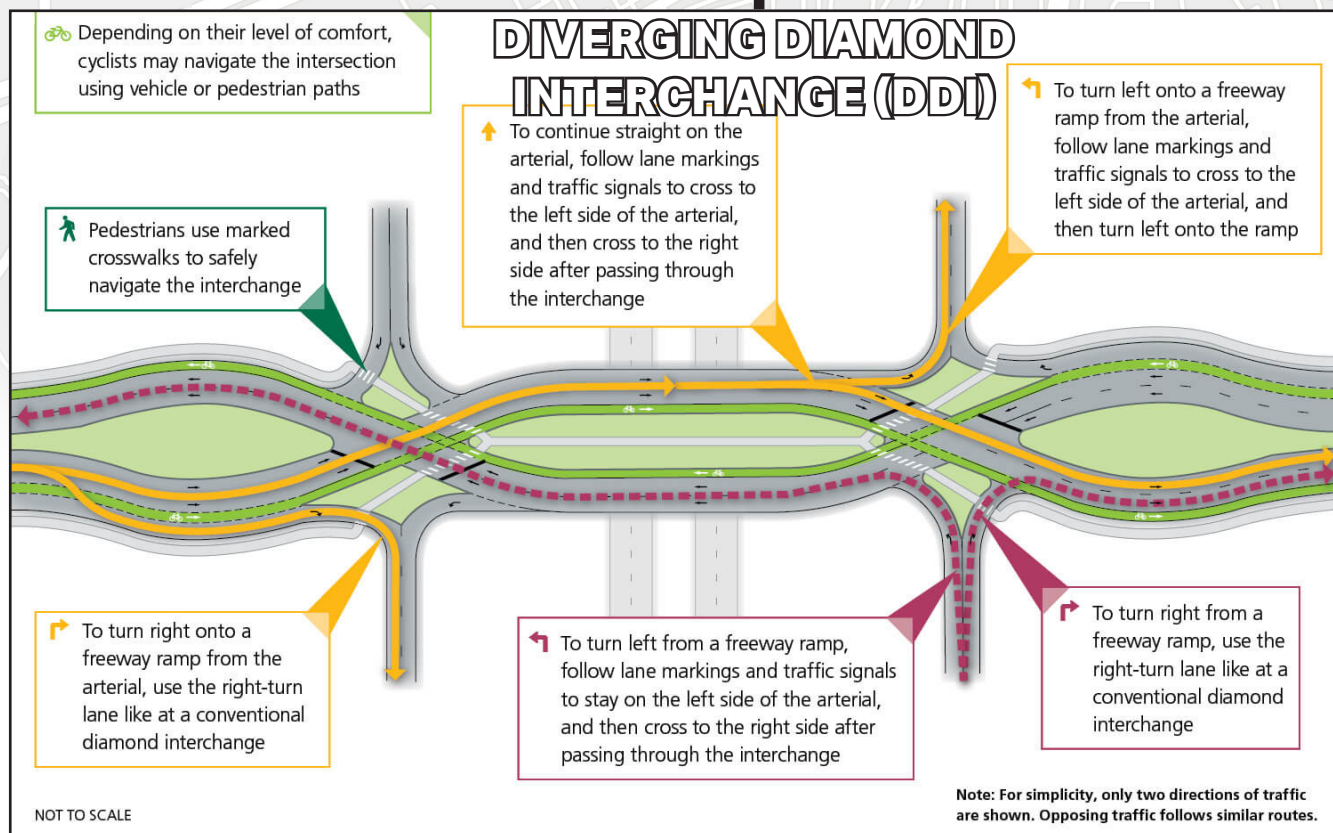 DIVERGING DIAMOND
INTERCHANGE (DDI)
Depending on their level of comfort,
cyclists may navigate the intersection
using vehicle or pedestrian paths
To continue straight on the
arterial, follow lane markings
and traffic signals to cross to
the left side of the arterial,
and then cross to the right
side after passing through
the interchange
To turn left onto a freeway
ramp from the arterial,
follow lane markings and
traffic signals to cross to the
left side of the arterial, and
then turn left onto the ramp
Pedestrians use marked
crosswalks to safely
navigate the interchange
To turn right onto a
freeway ramp from the
arterial, use the right-turn
lane like at a conventional
diamond interchange
To turn left from a freeway ramp,
follow lane markings and traffic signals
to stay on the left side of the arterial,
and then cross to the right side after
passing through the interchange
To turn right from a
freeway ramp, use the
right-turn lane like at a
conventional diamond
interchange
NOT TO SCALE
Note: For simplicity, only two directions of traffic
are shown. Opposing traffic follows similar routes.